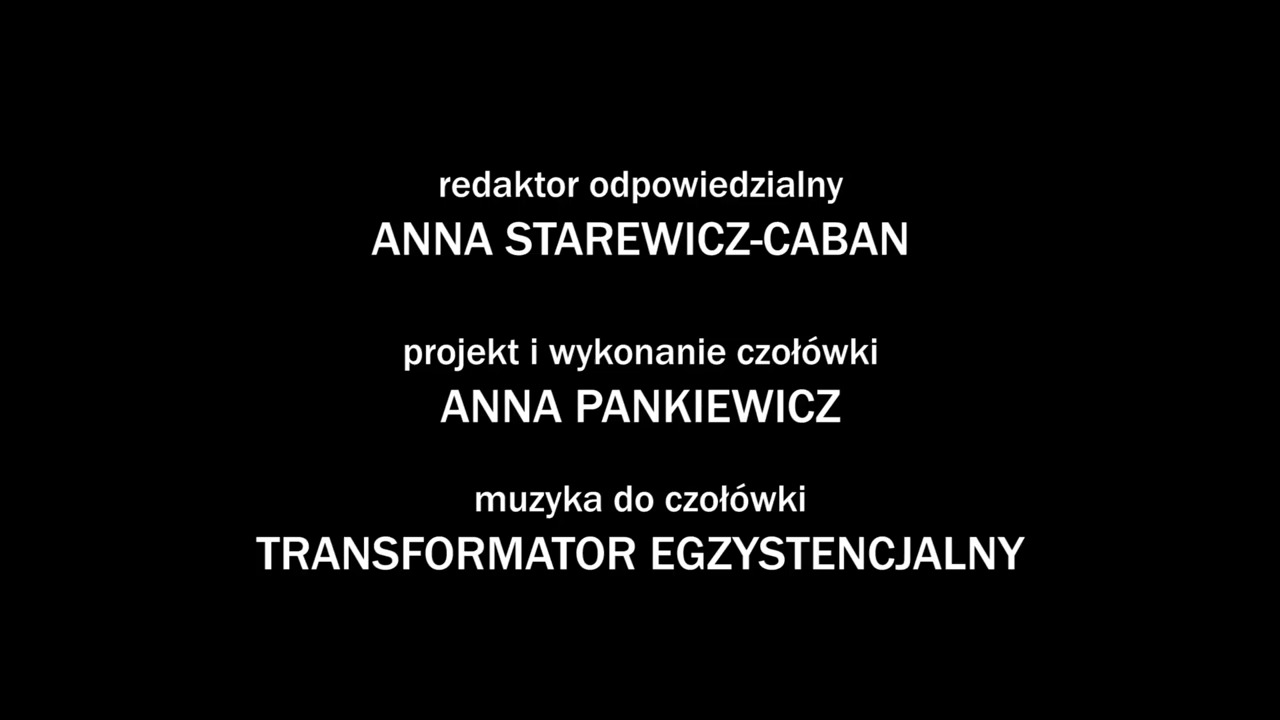 redaktor odpowiedzialny
ANNA STAREWICZ-CABAN
projekt i wykonanie czołówki
ANNA PANKIEWICZ
muzyka do czołówki
TRANSFORMATOR EGZYSTENCJALNY